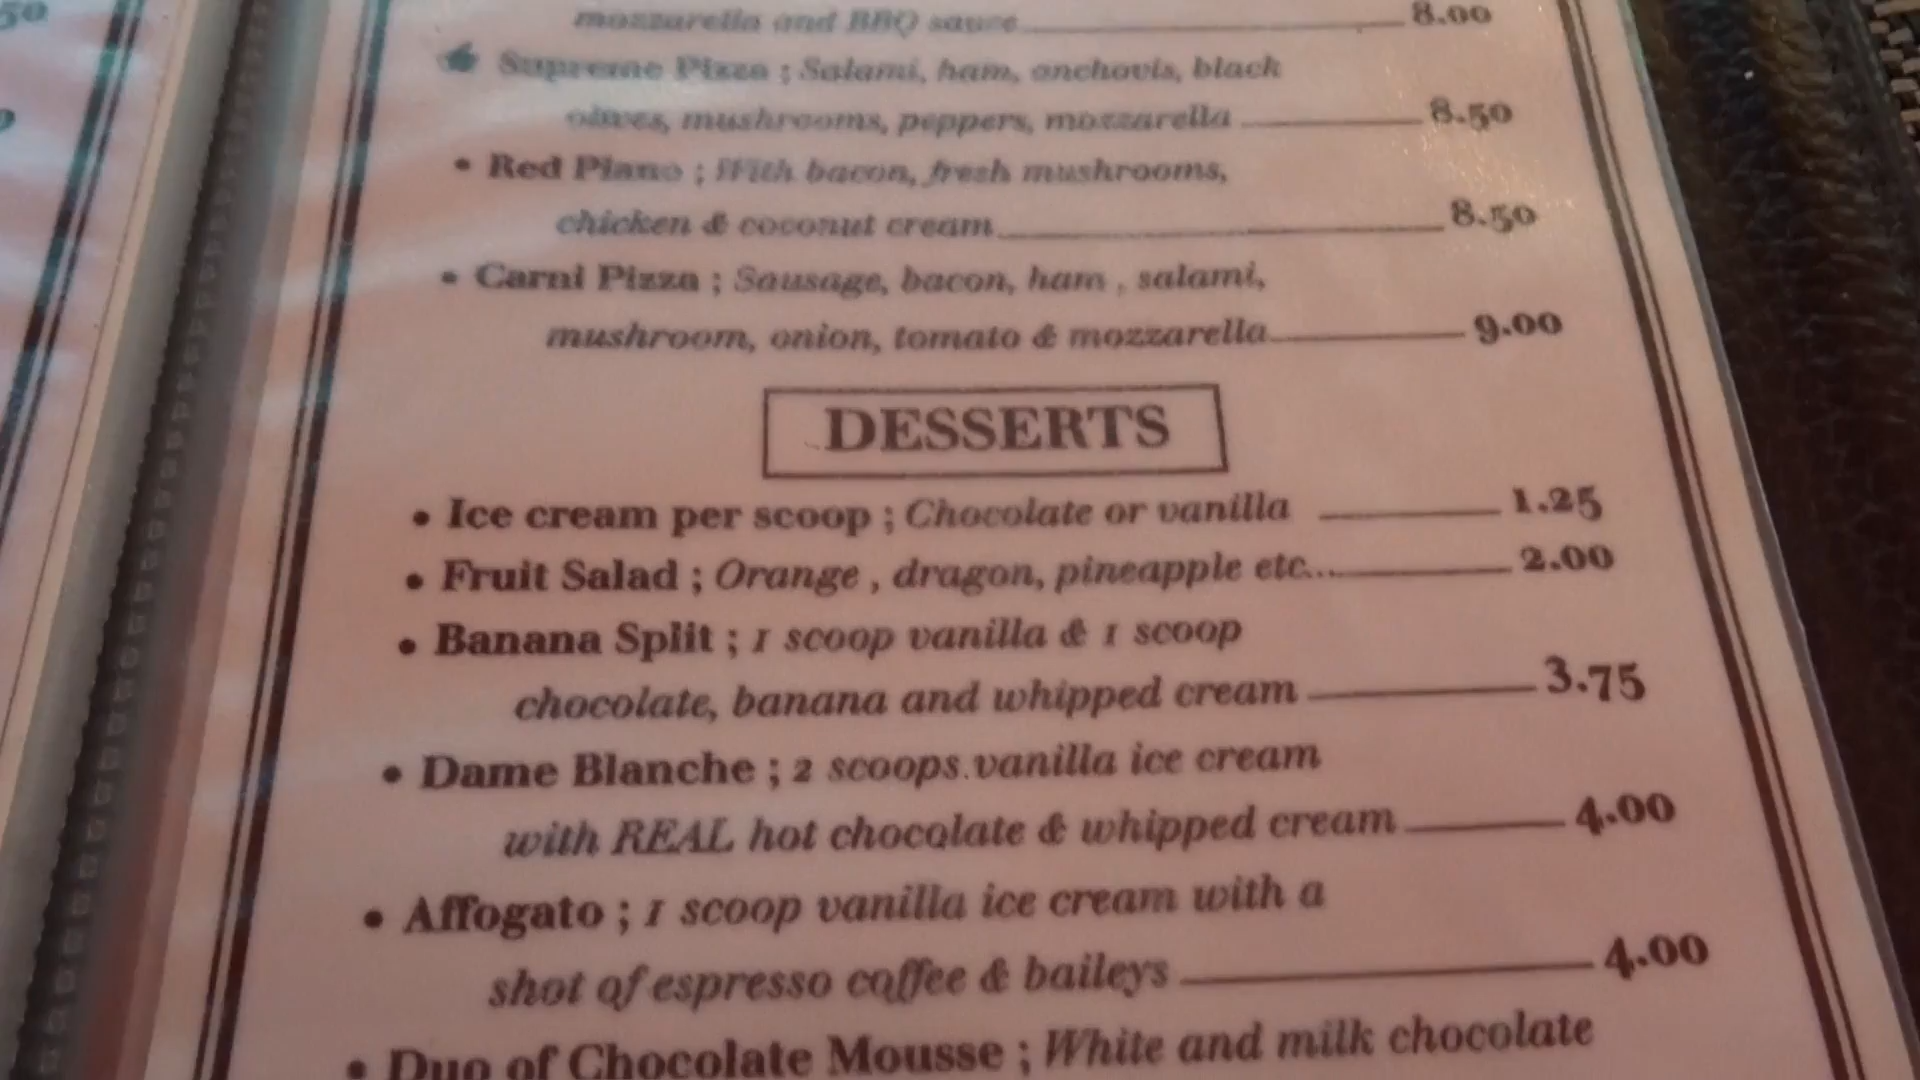 50
mozzarella and BBQ sauce 8.00
Supreme Pizza ; Salami, ham, anchovis, black
olives, mushrooms, peppers, mozzarella 8.50
• Red Piano ; With bacon, fresh mushrooms,
chicken & coconut cream 8.50
• Carni Pizza ; Sausage, bacon, ham , salami,
mushroom, onion, tomato & mozzarella 9.00
DESSERTS
• Ice cream per scoop ; Chocolate or vanilla 1.25
• Fruit Salad ; Orange , dragon, pineapple etc... 2.00
• Banana Split ; 1 scoop vanilla & 1 scoop
chocolate, banana and whipped cream 3.75
• Dame Blanche ; 2 scoops.vanilla ice cream
with REAL hot chocolate & whipped cream 4.00
• Affogato ; 1 scoop vanilla ice cream with a
shot of espresso coffee & baileys 4.00
• Duo of Chocolate Mousse ; White and milk chocolate